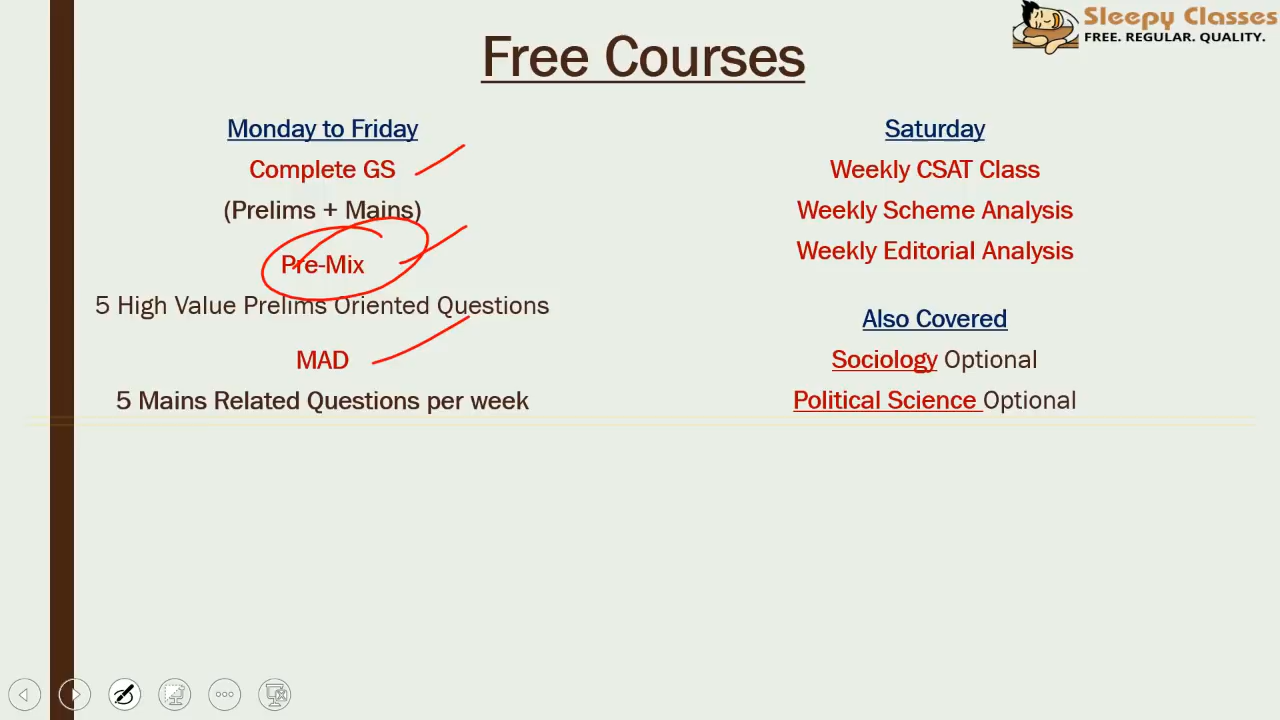 Sleepy Classes
FREE. REGULAR. QUALITY.
Free Courses
Monday to Friday
Complete GS
(Prelims + Mains)
Pre-Mix
5 High Value Prelims Oriented Questions
MAD
5 Mains Related Questions per week
Saturday
Weekly CSAT Class
Weekly Scheme Analysis
Weekly Editorial Analysis
Also Covered
Sociology Optional
Political Science Optional